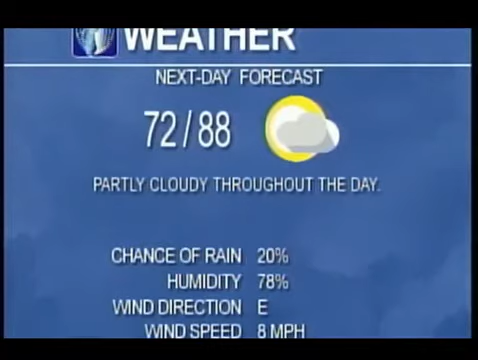 WEATHER
NEXT-DAY FORECAST
72/88
PARTLY CLOUDY THROUGHOUT THE DAY.
CHANCE OF RAIN 20%
HUMIDITY 78%
WIND DIRECTION E
WIND SPEED 8 MPH